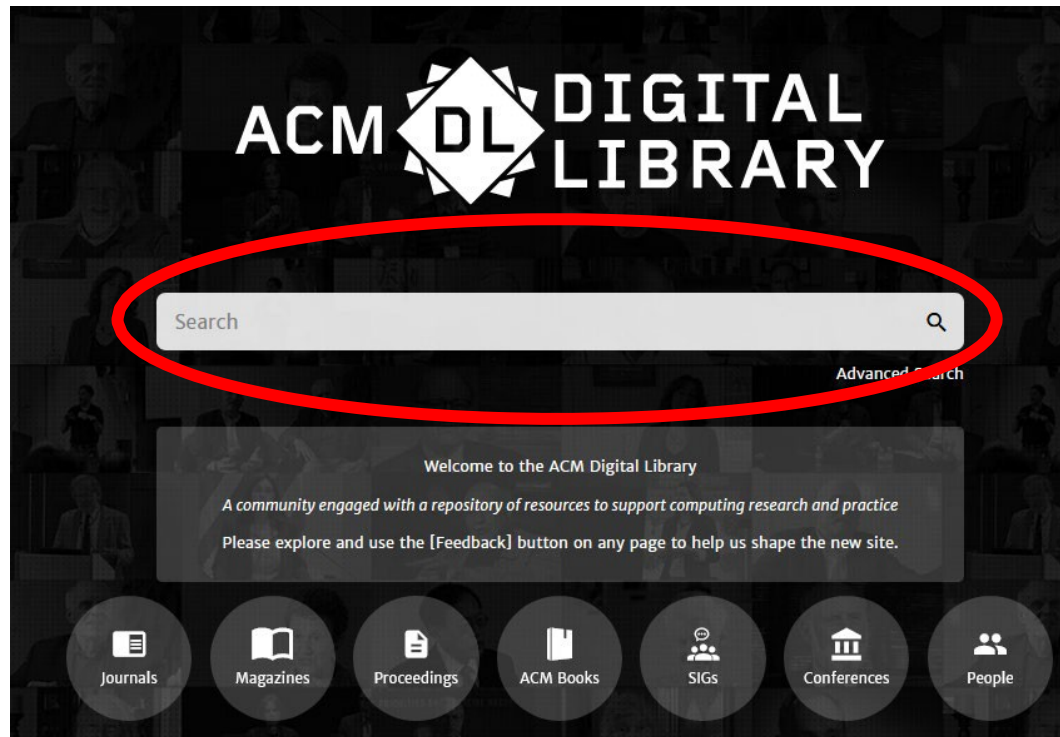 ACM DL DIGITAL LIBRARY
Search
Advanced Search
Welcome to the ACM Digital Library
A community engaged with a repository of resources to support computing research and practice
Please explore and use the [Feedback] button on any page to help us shape the new site.
Journals Magazines Proceedings ACM Books SIGs Conferences People